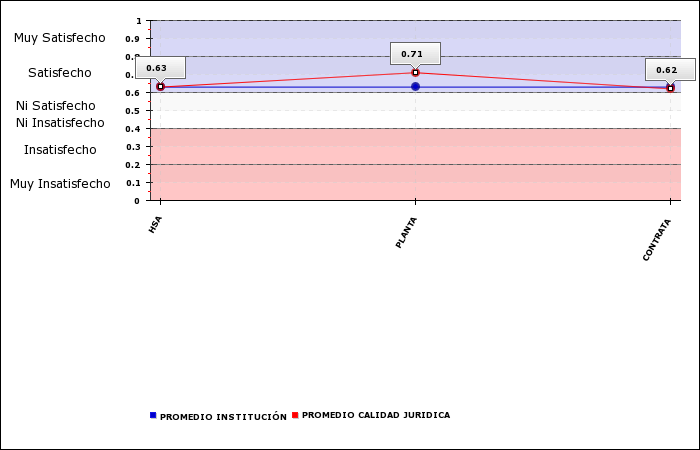 1
Muy Satisfecho
0.9
0.8
0.71
0.63
0.62
Satisfecho
0.7
0.6
Ni Satisfecho
Ni Insatisfecho
0.5
0.4
Insatisfecho
0.3
0.2
Muy Insatisfecho
0.1
0
HSA
PLANTA
CONTRATA
PROMEDIO INSTITUCIÓN
PROMEDIO CALIDAD JURIDICA